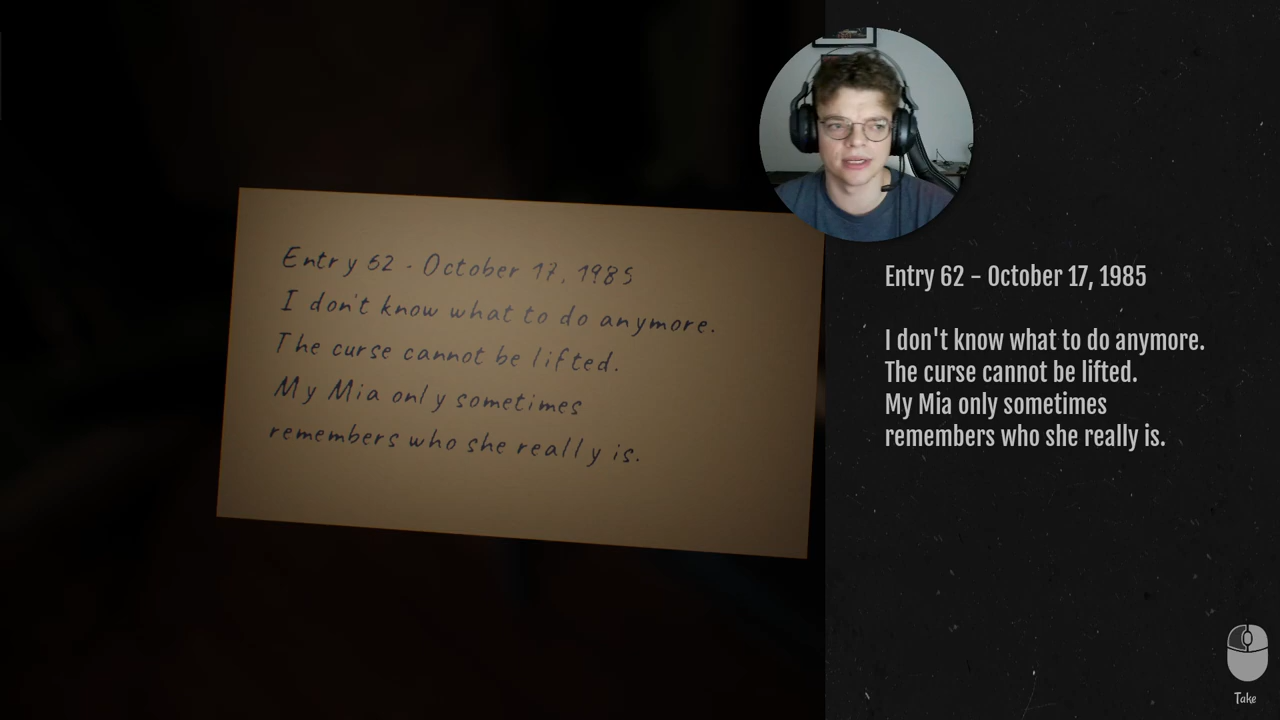 Entry 62 - October 17, 1985
I don't know what to do anymore.
The curse cannot be lifted.
My Mia only sometimes
remembers who she really is.
Entry 62 - October 17, 1985
I don't know what to do anymore.
The curse cannot be lifted.
My Mia only sometimes
remembers who she really is.
Take